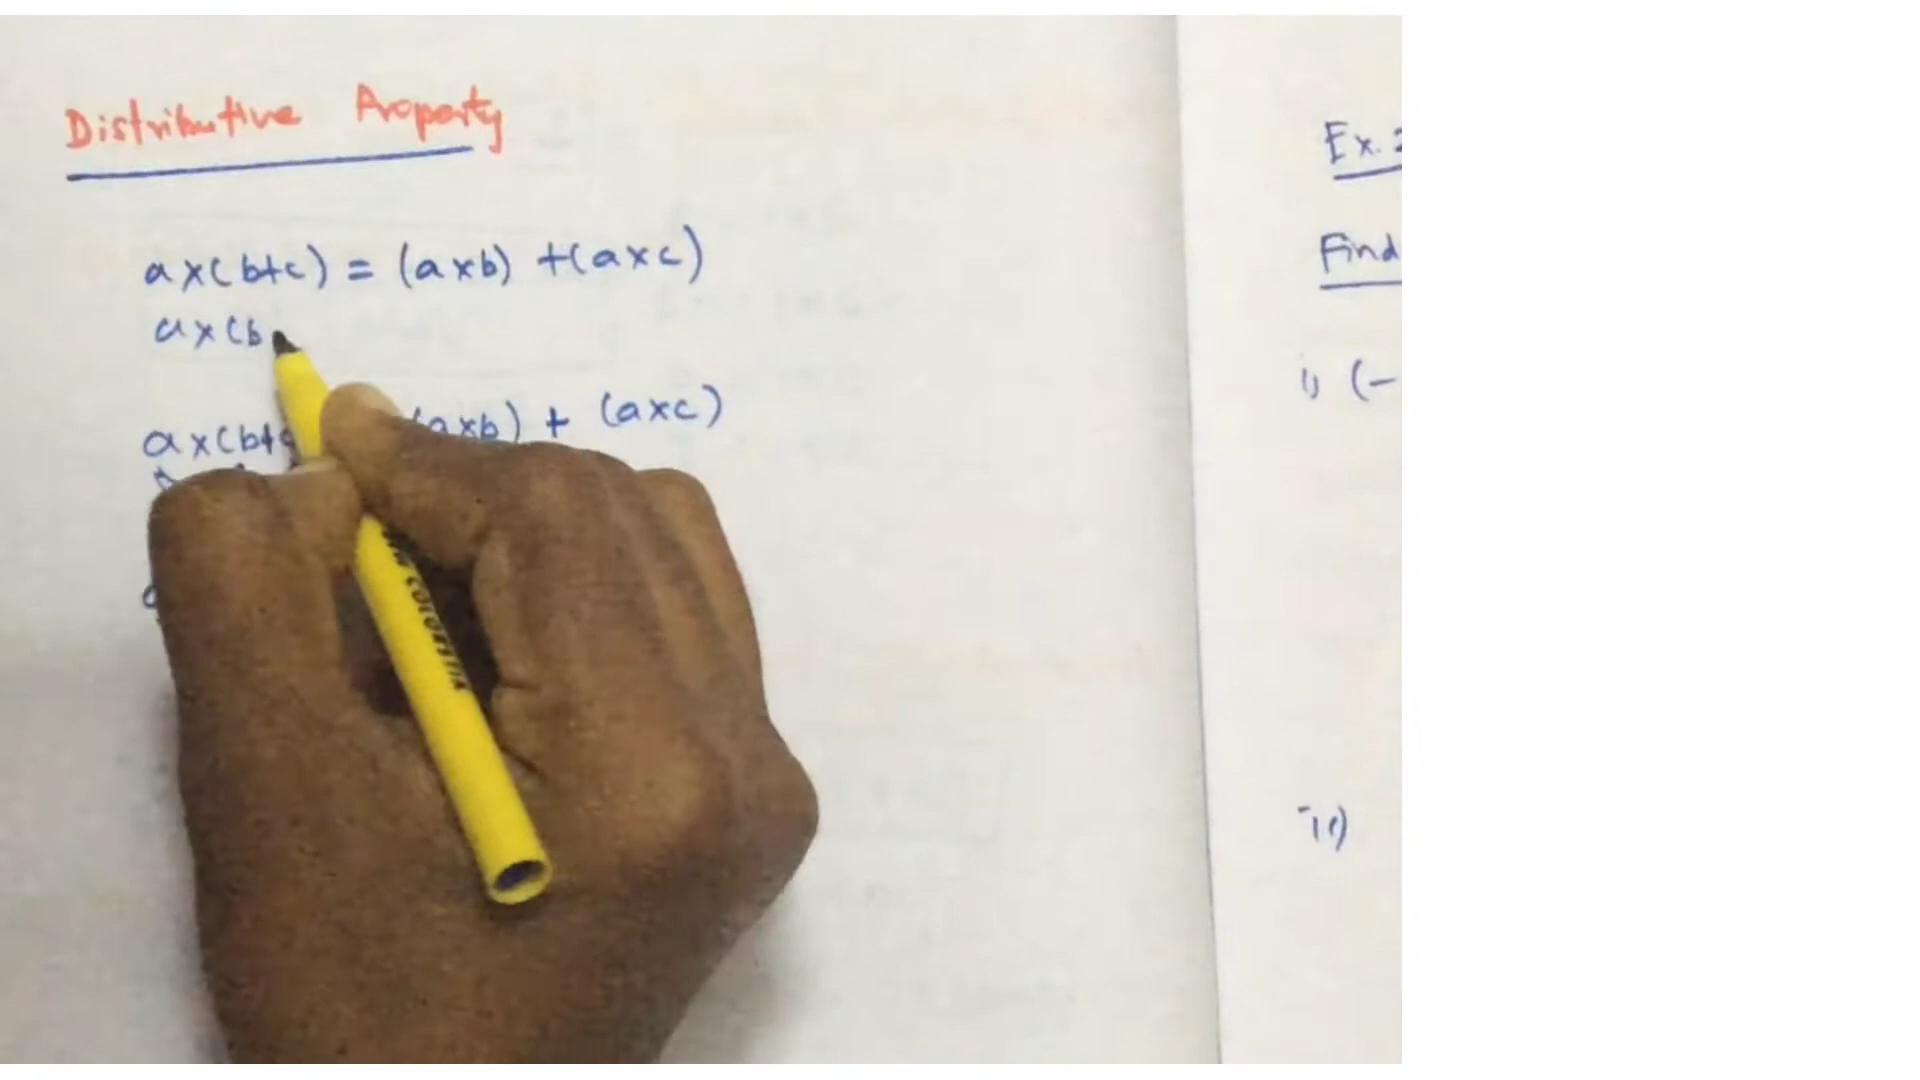 Distributive Property
a×(b+c) = (a×b) +(a×c)
a×(b
a×(b+c (a×b) + (a×c)
Ex.
Find
i) (-
ii)